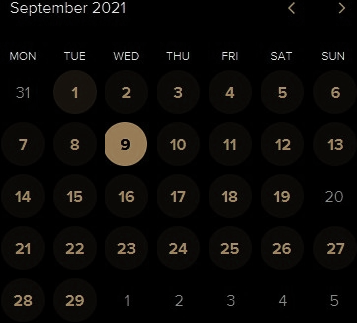 September 2021
MON TUE WED THU FRI SAT SUN
31 1 2 3 4 5 6
7 8 9 10 11 12 13
14 15 16 17 18 19 20
21 22 23 24 25 26 27
28 29 1 2 3 4 5